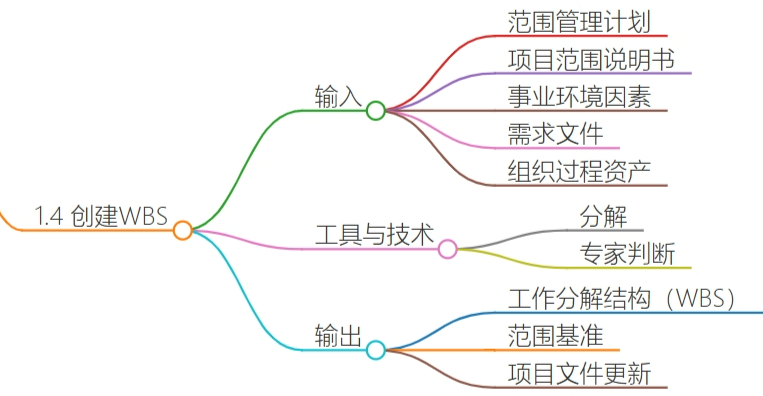 1.4 创建WBS
输入
范围管理计划
项目范围说明书
事业环境因素
需求文件
组织过程资产
工具与技术
分解
专家判断
输出
工作分解结构（WBS）
范围基准
项目文件更新